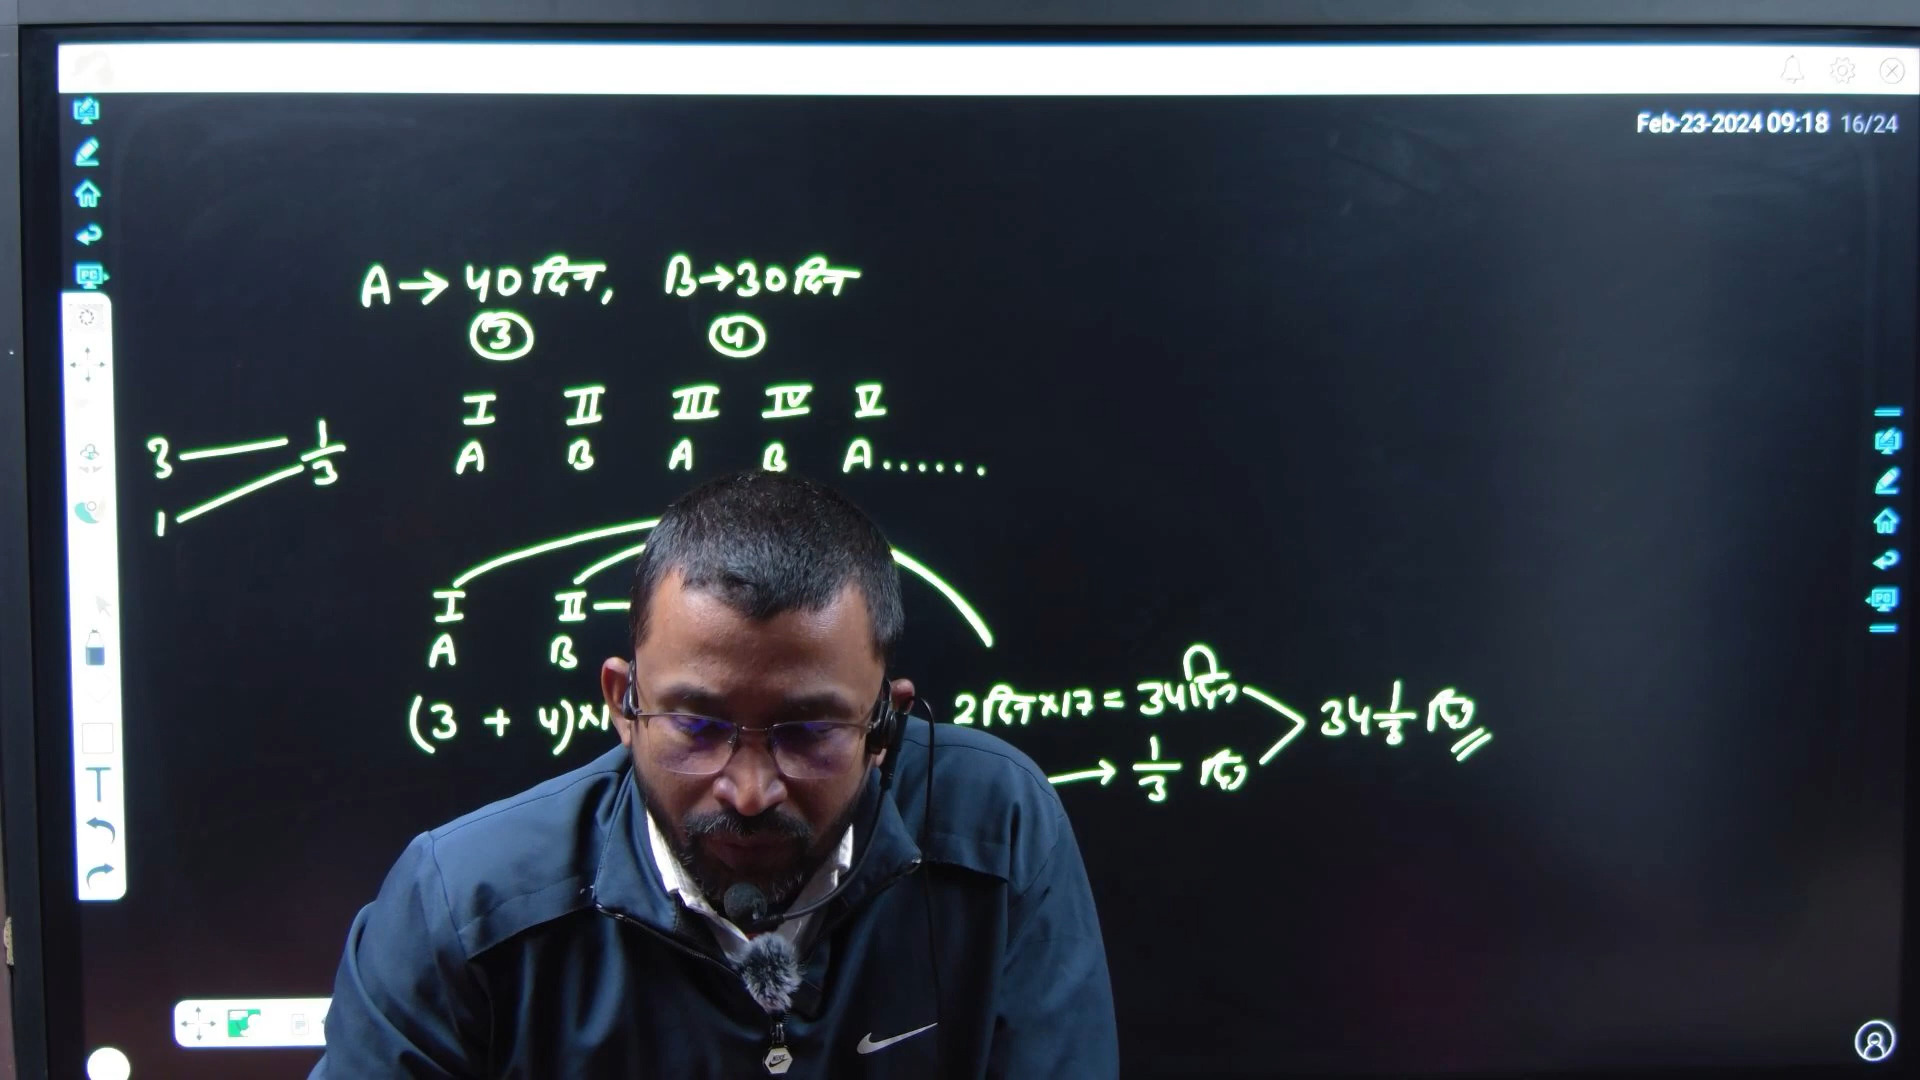 Feb-23-2024 09:18 16/24
A → 40 दिन, B → 30 दिन
3 4
I II III IV V
A B A B A......
3 1/3
1
I II
A B
(3 + 4)×1
2 दिन × 17 = 34 दिन
→ 1/3 दिन
34 1/3 दिन